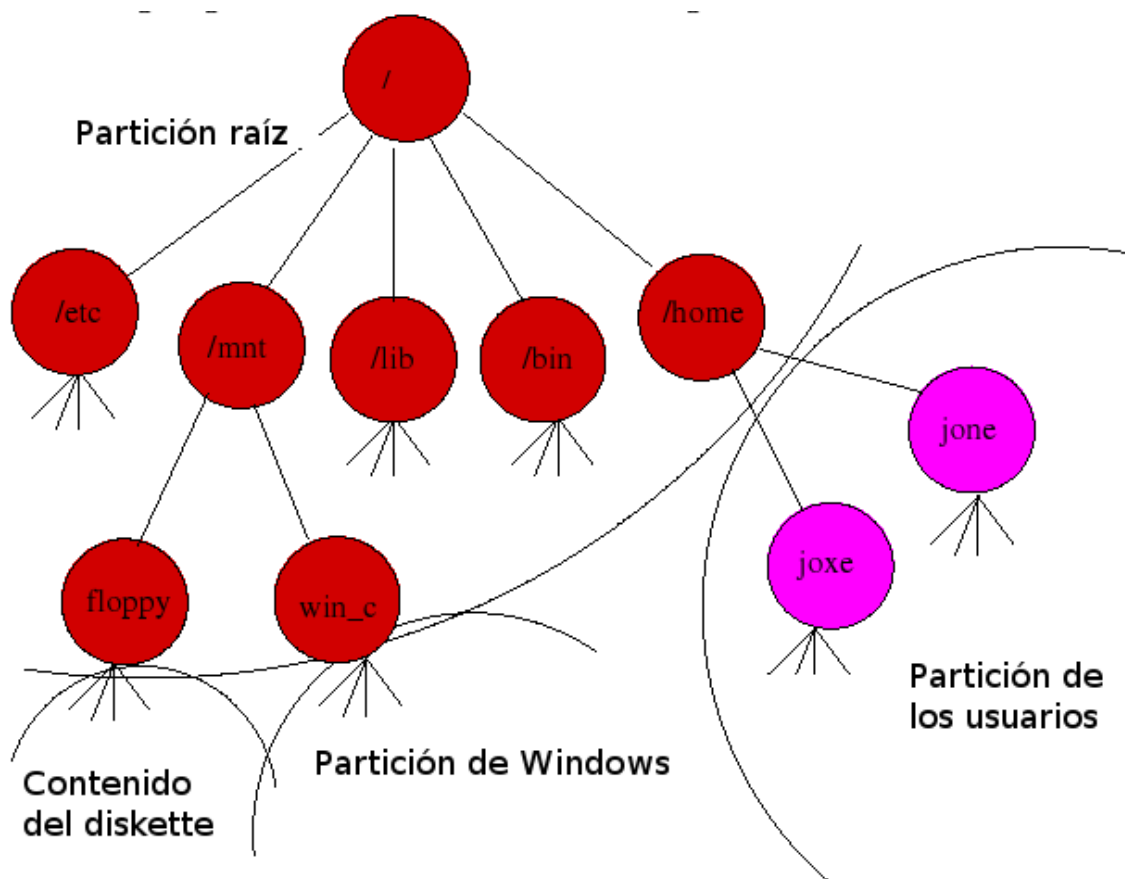 /
Partición raíz
/etc
/mnt
/lib
/bin
/home
jone
joxe
floppy
win_c
Partición de
los usuarios
Partición de Windows
Contenido
del diskette